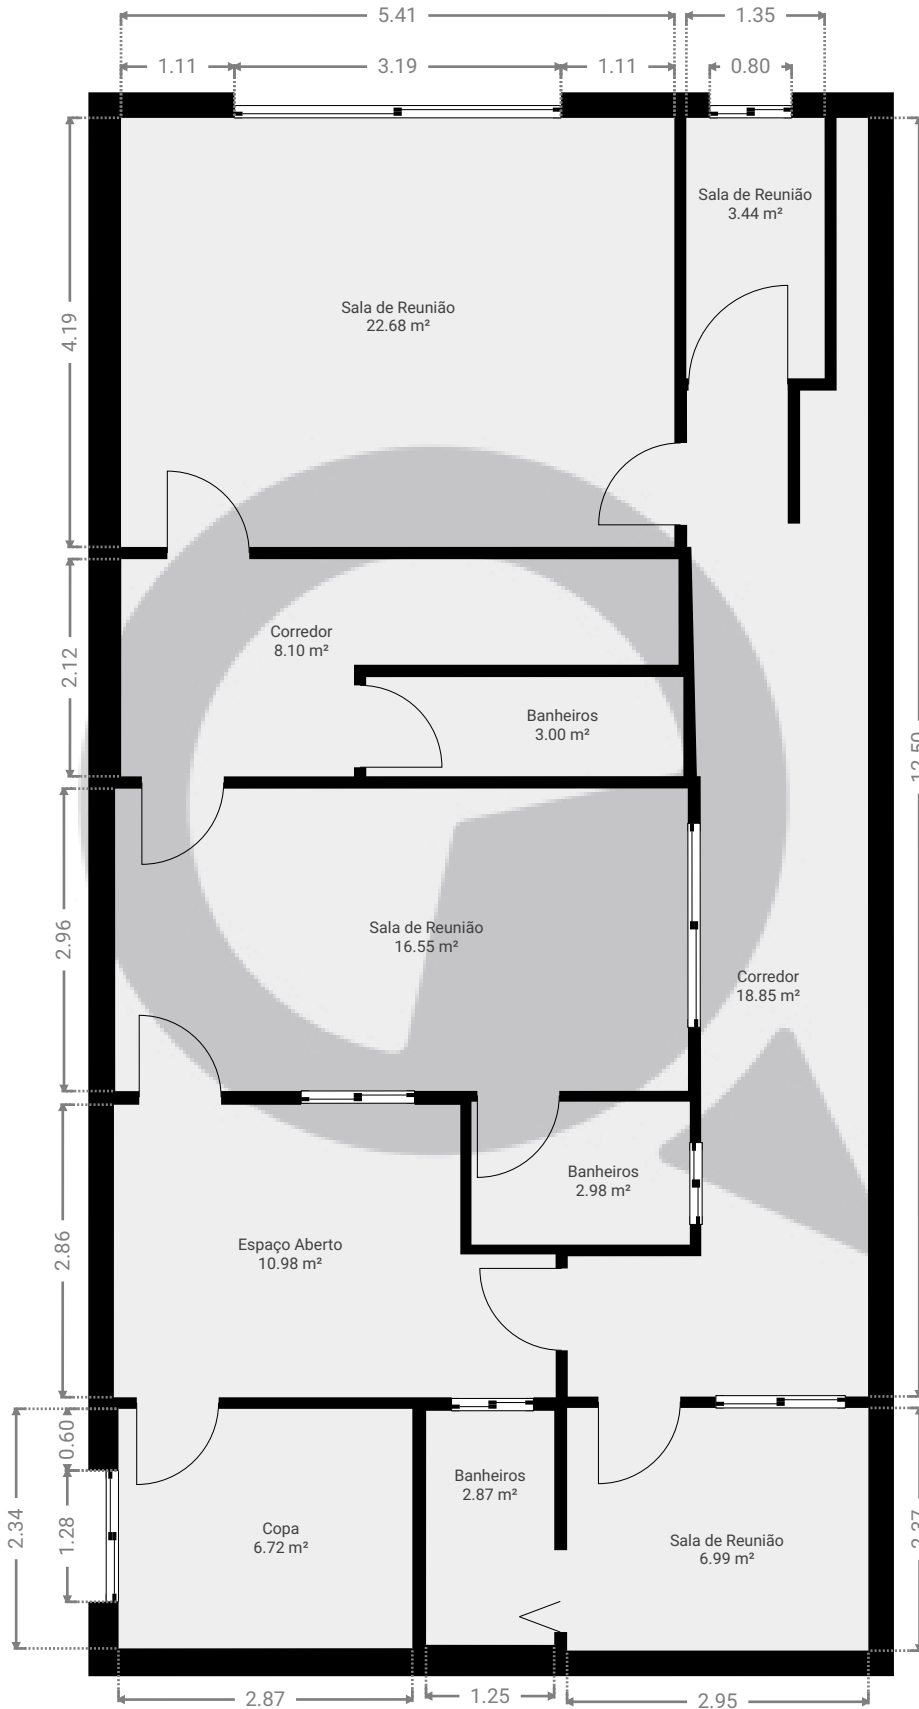 5.41
1.35
1.11
3.19
1.11
0.80
Sala de Reunião
3.44 m²
4.19
Sala de Reunião
22.68 m²
Corredor
8.10 m²
2.12
Banheiros
3.00 m²
12.50
2.96
Sala de Reunião
16.55 m²
Corredor
18.85 m²
Banheiros
2.98 m²
2.86
Espaço Aberto
10.98 m²
0.60
2.34
1.28
Banheiros
2.87 m²
Copa
6.72 m²
Sala de Reunião
6.99 m²
2.37
2.87
1.25
2.95